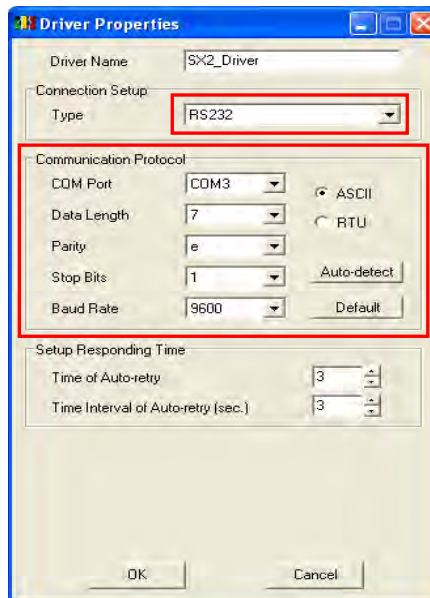 Driver Properties
Driver Name SX2_Driver
Connection Setup
Type RS232
Communication Protocol
COM Port COM3
ASCII
Data Length 7
RTU
Parity e
Stop Bits 1 Auto-detect
Baud Rate 9600 Default
Setup Responding Time
Time of Auto-retry 3
Time Interval of Auto-retry (sec.) 3
OK Cancel